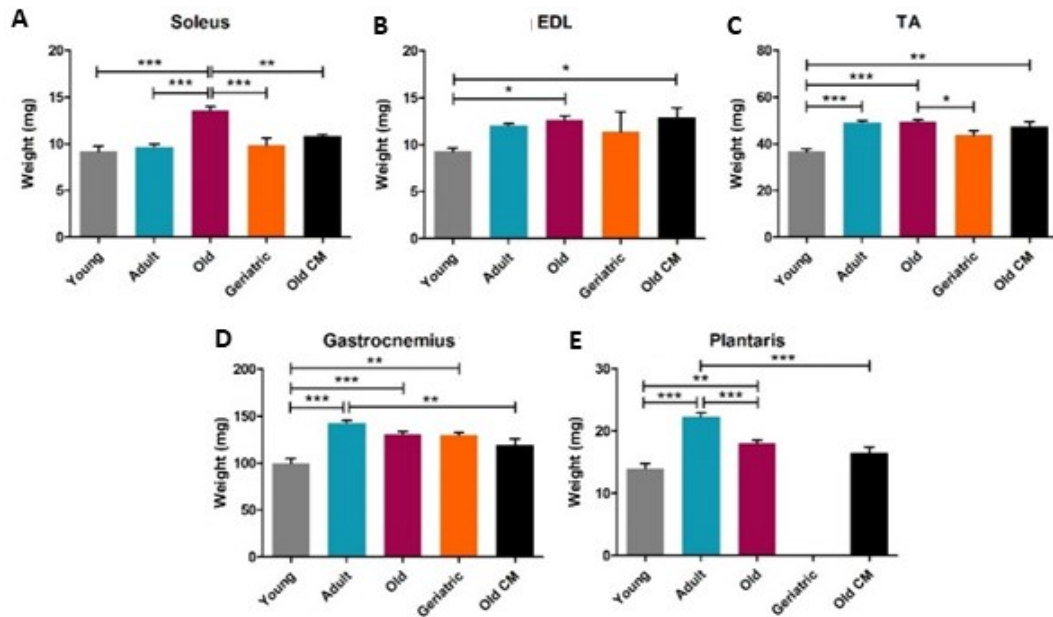 A
Soleus
Weight (mg)
20
15
10
5
0
***
**
***
***
Young
Adult
Old
Geriatric
Old CM
B
EDL
Weight (mg)
20
15
10
5
0
*
*
Young
Adult
Old
Geriatric
Old CM
C
TA
Weight (mg)
80
60
40
20
0
**
***
***
*
Young
Adult
Old
Geriatric
Old CM
D
Gastrocnemius
Weight (mg)
200
150
100
50
0
**
***
***
**
Young
Adult
Old
Geriatric
Old CM
E
Plantaris
Weight (mg)
30
20
10
0
***
**
***
***
Young
Adult
Old
Geriatric
Old CM